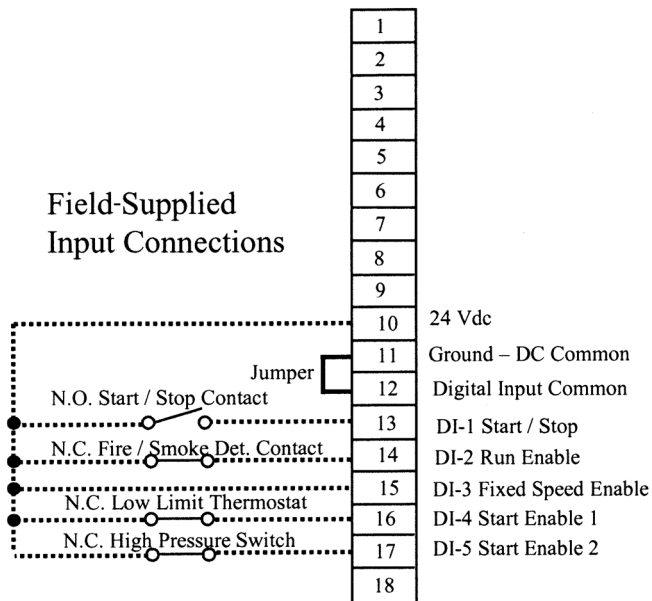 1
2
3
4
5
6
7
8
9
10 24 Vdc
11 Ground – DC Common
12 Digital Input Common
13 DI-1 Start / Stop
14 DI-2 Run Enable
15 DI-3 Fixed Speed Enable
16 DI-4 Start Enable 1
17 DI-5 Start Enable 2
18
Field-Supplied
Input Connections
Jumper
N.O. Start / Stop Contact
N.C. Fire / Smoke Det. Contact
N.C. Low Limit Thermostat
N.C. High Pressure Switch